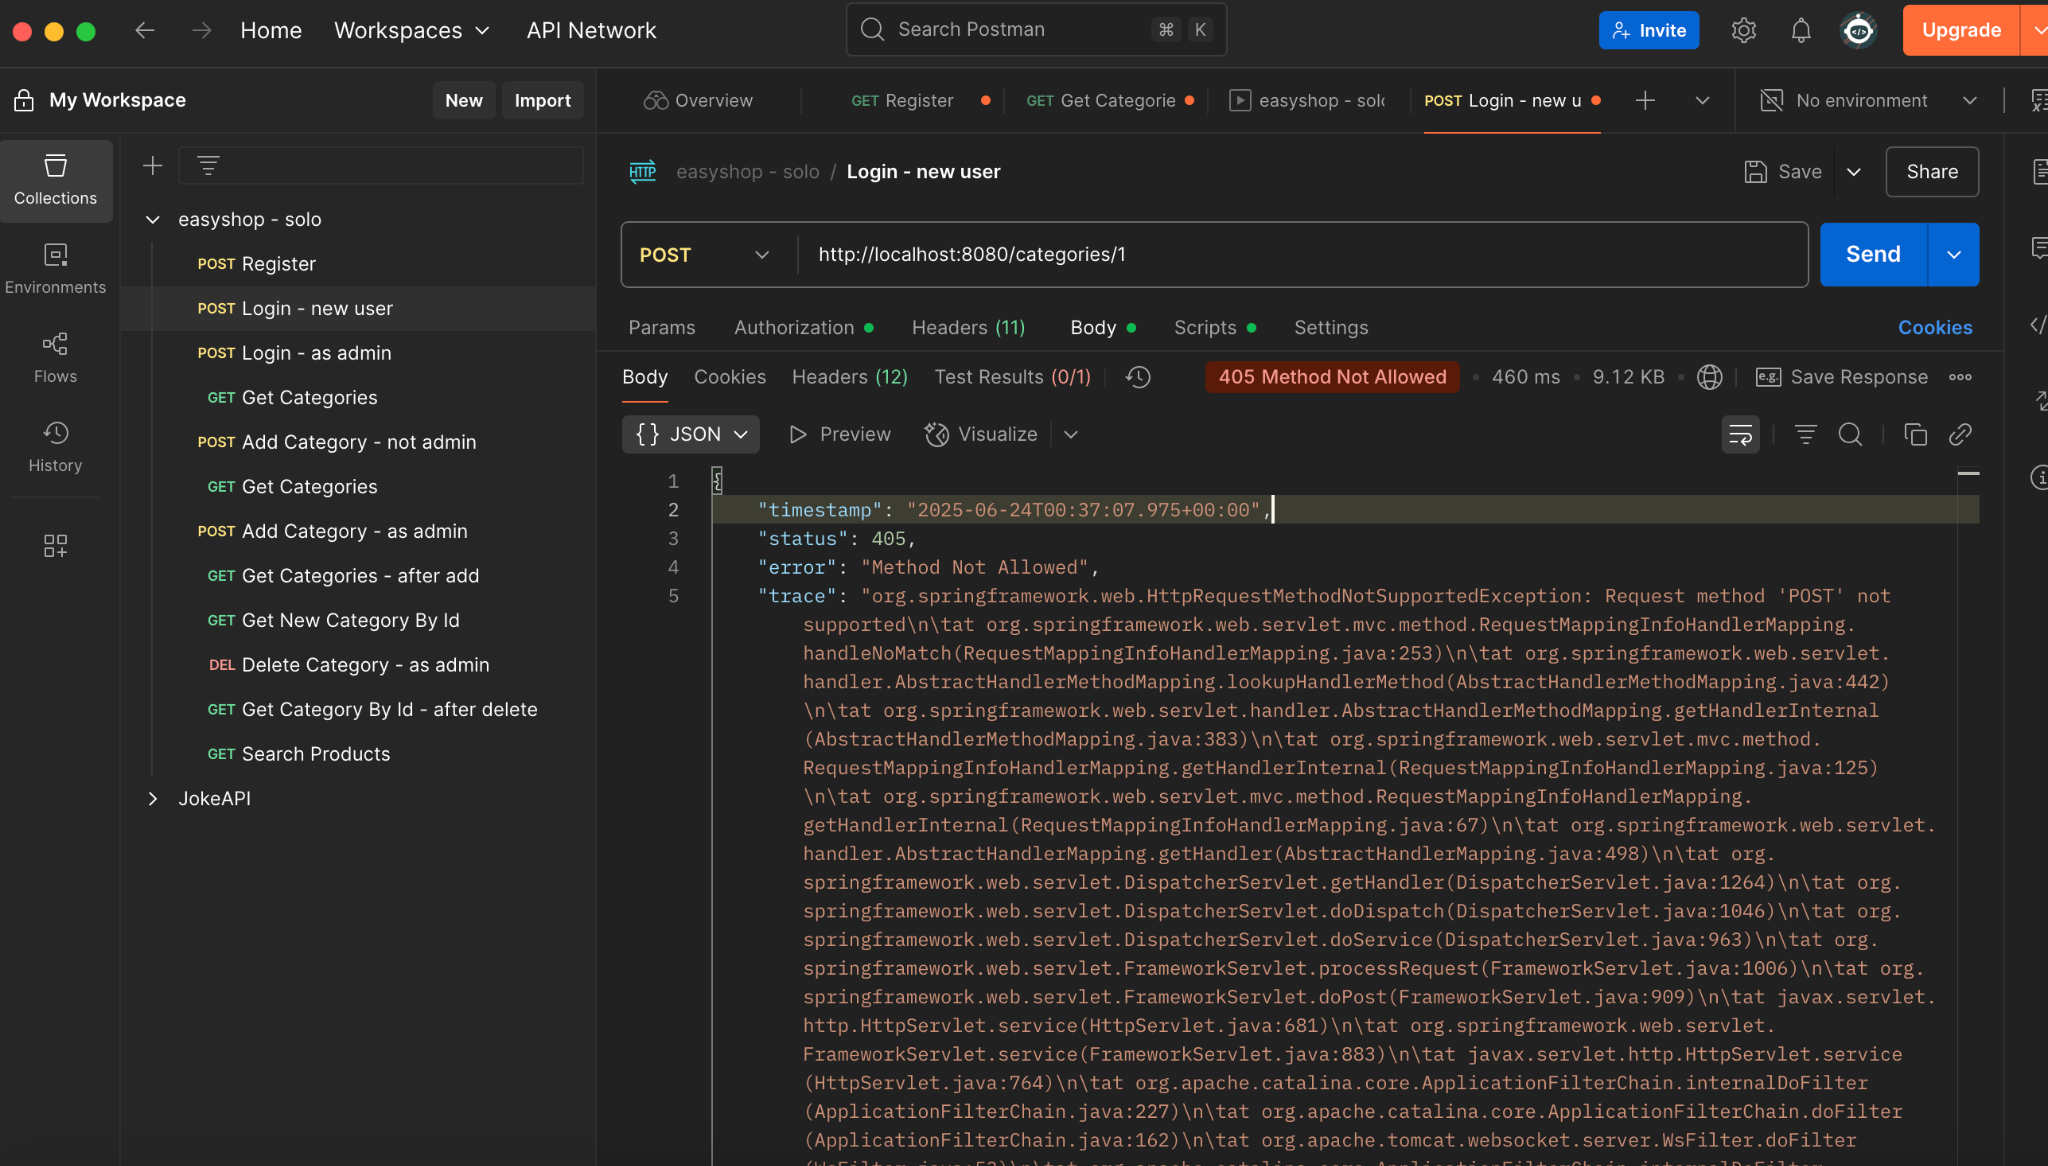 Home
Workspaces
API Network
Search Postman
⌘ K
Invite
Upgrade
My Workspace
New
Import
Overview
GET Register
GET Get Categorie
easyshop - solo
POST Login - new u
No environment
Collections
Environments
Flows
History
easyshop - solo
POST Register
POST Login - new user
POST Login - as admin
GET Get Categories
POST Add Category - not admin
GET Get Categories
POST Add Category - as admin
GET Get Categories - after add
GET Get New Category By Id
DEL Delete Category - as admin
GET Get Category By Id - after delete
GET Search Products
JokeAPI
HTTP easyshop - solo / Login - new user
Save
Share
POST
http://localhost:8080/categories/1
Send
Params
Authorization
Headers (11)
Body
Scripts
Settings
Cookies
Body
Cookies
Headers (12)
Test Results (0/1)
405 Method Not Allowed
460 ms
9.12 KB
e.g. Save Response
{} JSON
Preview
Visualize
1 {
2 "timestamp": "2025-06-24T00:37:07.975+00:00",
3 "status": 405,
4 "error": "Method Not Allowed",
5 "trace": "org.springframework.web.HttpRequestMethodNotSupportedException: Request method 'POST' not
supported\n\tat org.springframework.web.servlet.mvc.method.RequestMappingInfoHandlerMapping.
handleNoMatch(RequestMappingInfoHandlerMapping.java:253)\n\tat org.springframework.web.servlet.
handler.AbstractHandlerMethodMapping.lookupHandlerMethod(AbstractHandlerMethodMapping.java:442)
\n\tat org.springframework.web.servlet.handler.AbstractHandlerMethodMapping.getHandlerInternal
(AbstractHandlerMethodMapping.java:383)\n\tat org.springframework.web.servlet.mvc.method.
RequestMappingInfoHandlerMapping.getHandlerInternal(RequestMappingInfoHandlerMapping.java:125)
\n\tat org.springframework.web.servlet.mvc.method.RequestMappingInfoHandlerMapping.
getHandlerInternal(RequestMappingInfoHandlerMapping.java:67)\n\tat org.springframework.web.servlet.
handler.AbstractHandlerMapping.getHandler(AbstractHandlerMapping.java:498)\n\tat org.
springframework.web.servlet.DispatcherServlet.getHandler(DispatcherServlet.java:1264)\n\tat org.
springframework.web.servlet.DispatcherServlet.doDispatch(DispatcherServlet.java:1046)\n\tat org.
springframework.web.servlet.DispatcherServlet.doService(DispatcherServlet.java:963)\n\tat org.
springframework.web.servlet.FrameworkServlet.processRequest(FrameworkServlet.java:1006)\n\tat org.
springframework.web.servlet.FrameworkServlet.doPost(FrameworkServlet.java:909)\n\tat javax.servlet.
http.HttpServlet.service(HttpServlet.java:681)\n\tat org.springframework.web.servlet.
FrameworkServlet.service(FrameworkServlet.java:883)\n\tat javax.servlet.http.HttpServlet.service
(HttpServlet.java:764)\n\tat org.apache.catalina.core.ApplicationFilterChain.internalDoFilter
(ApplicationFilterChain.java:227)\n\tat org.apache.catalina.core.ApplicationFilterChain.doFilter
(ApplicationFilterChain.java:162)\n\tat org.apache.tomcat.websocket.server.WsFilter.doFilter